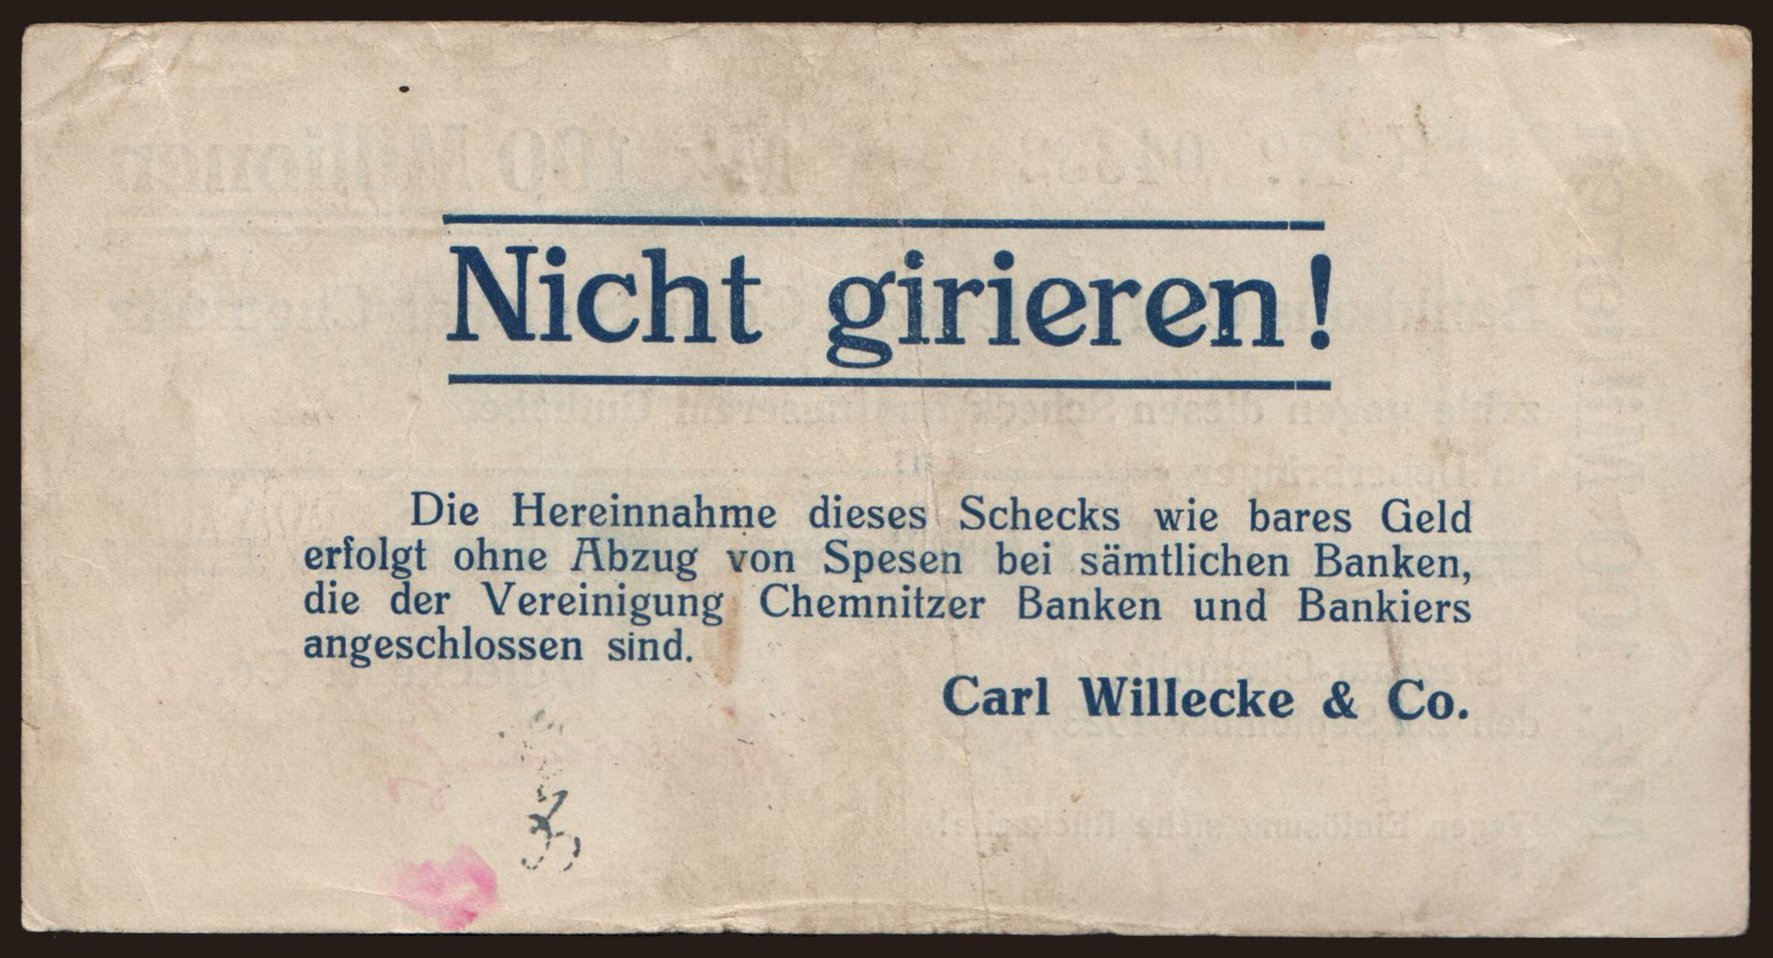 Nicht girieren!
Die Hereinnahme dieses Schecks wie bares Geld
erfolgt ohne Abzug von Spesen bei sämtlichen Banken,
die der Vereinigung Chemnitzer Banken und Bankiers
angeschlossen sind.
Carl Willecke & Co.